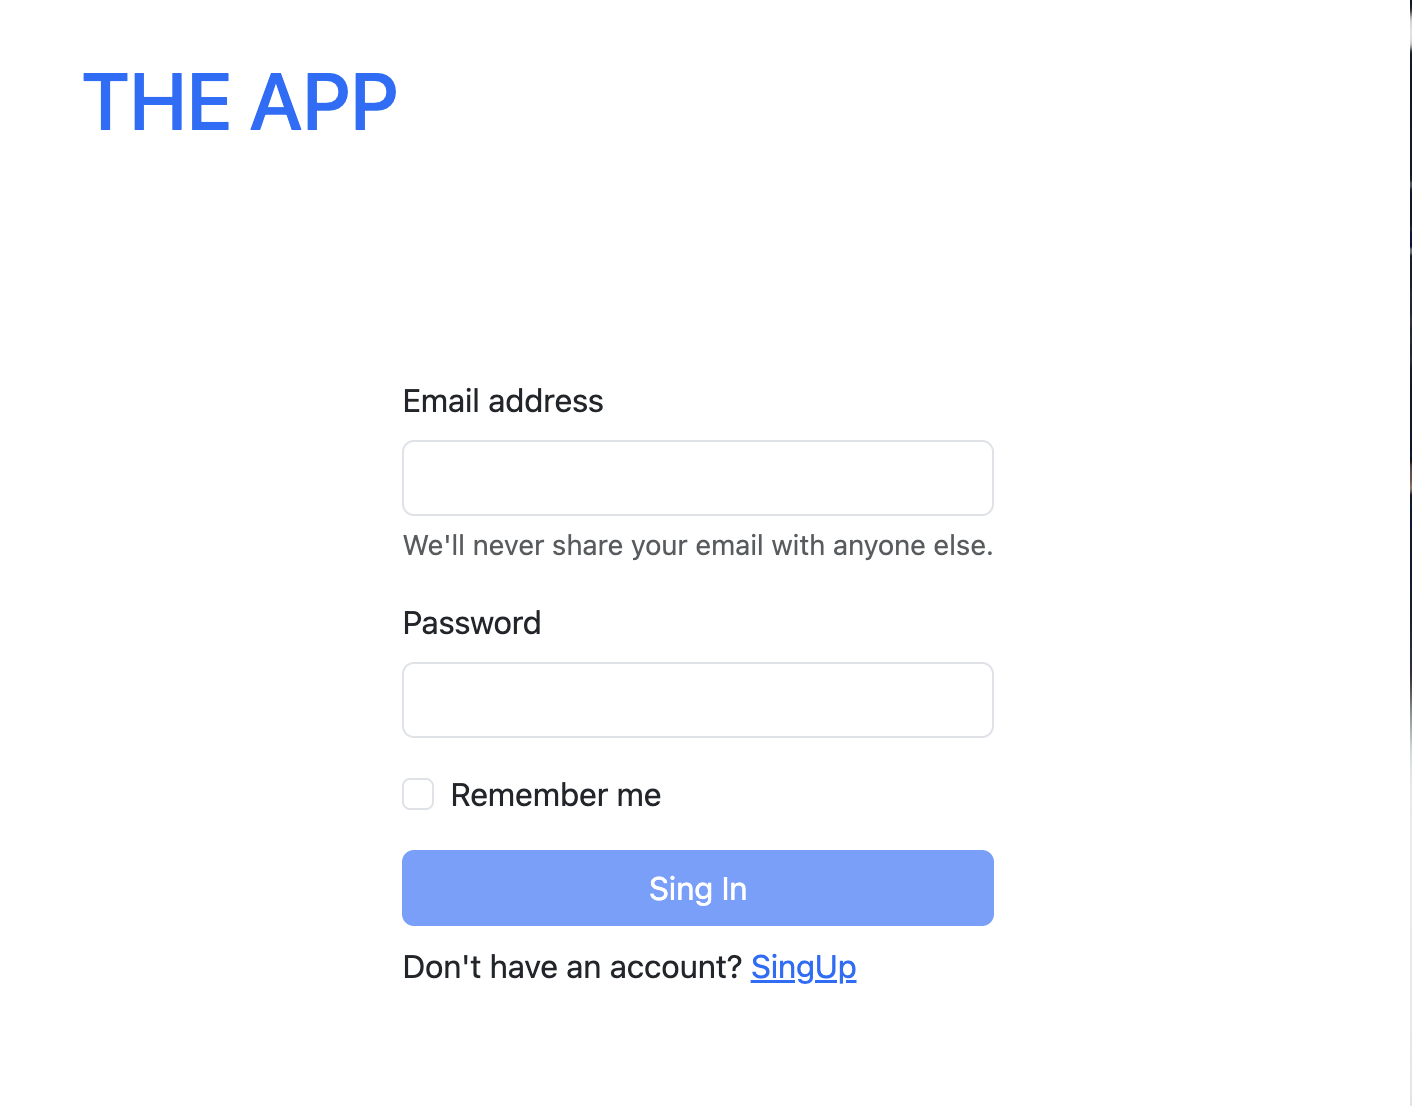 THE APP
Email address
We'll never share your email with anyone else.
Password
Remember me
Sing In
Don't have an account? SingUp